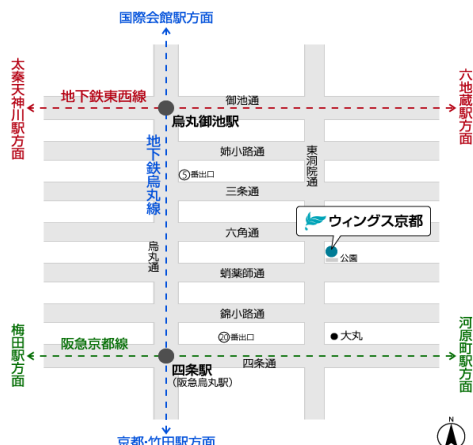 国際会館駅方面
太秦天神川駅方面
地下鉄東西線
御池通
六地蔵駅方面
烏丸御池駅
地下鉄烏丸線
姉小路通
東洞院通
5番出口
三条通
ウィングス京都
六角通
烏丸通
公園
蛸薬師通
錦小路通
20番出口
大丸
梅田駅方面
阪急京都線
河原町駅方面
四条駅
四条通
(阪急烏丸駅)
京都・竹田駅方面